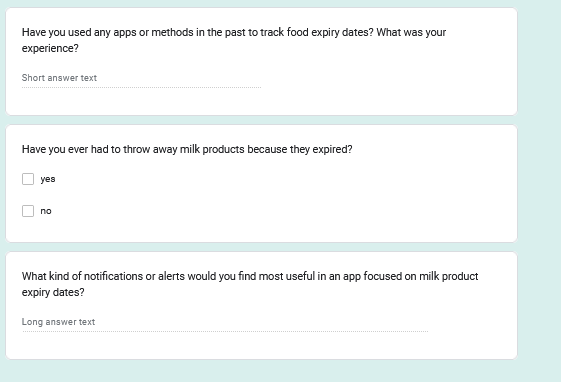 Have you used any apps or methods in the past to track food expiry dates? What was your
experience?
Short answer text
Have you ever had to throw away milk products because they expired?
yes
no
What kind of notifications or alerts would you find most useful in an app focused on milk product
expiry dates?
Long answer text